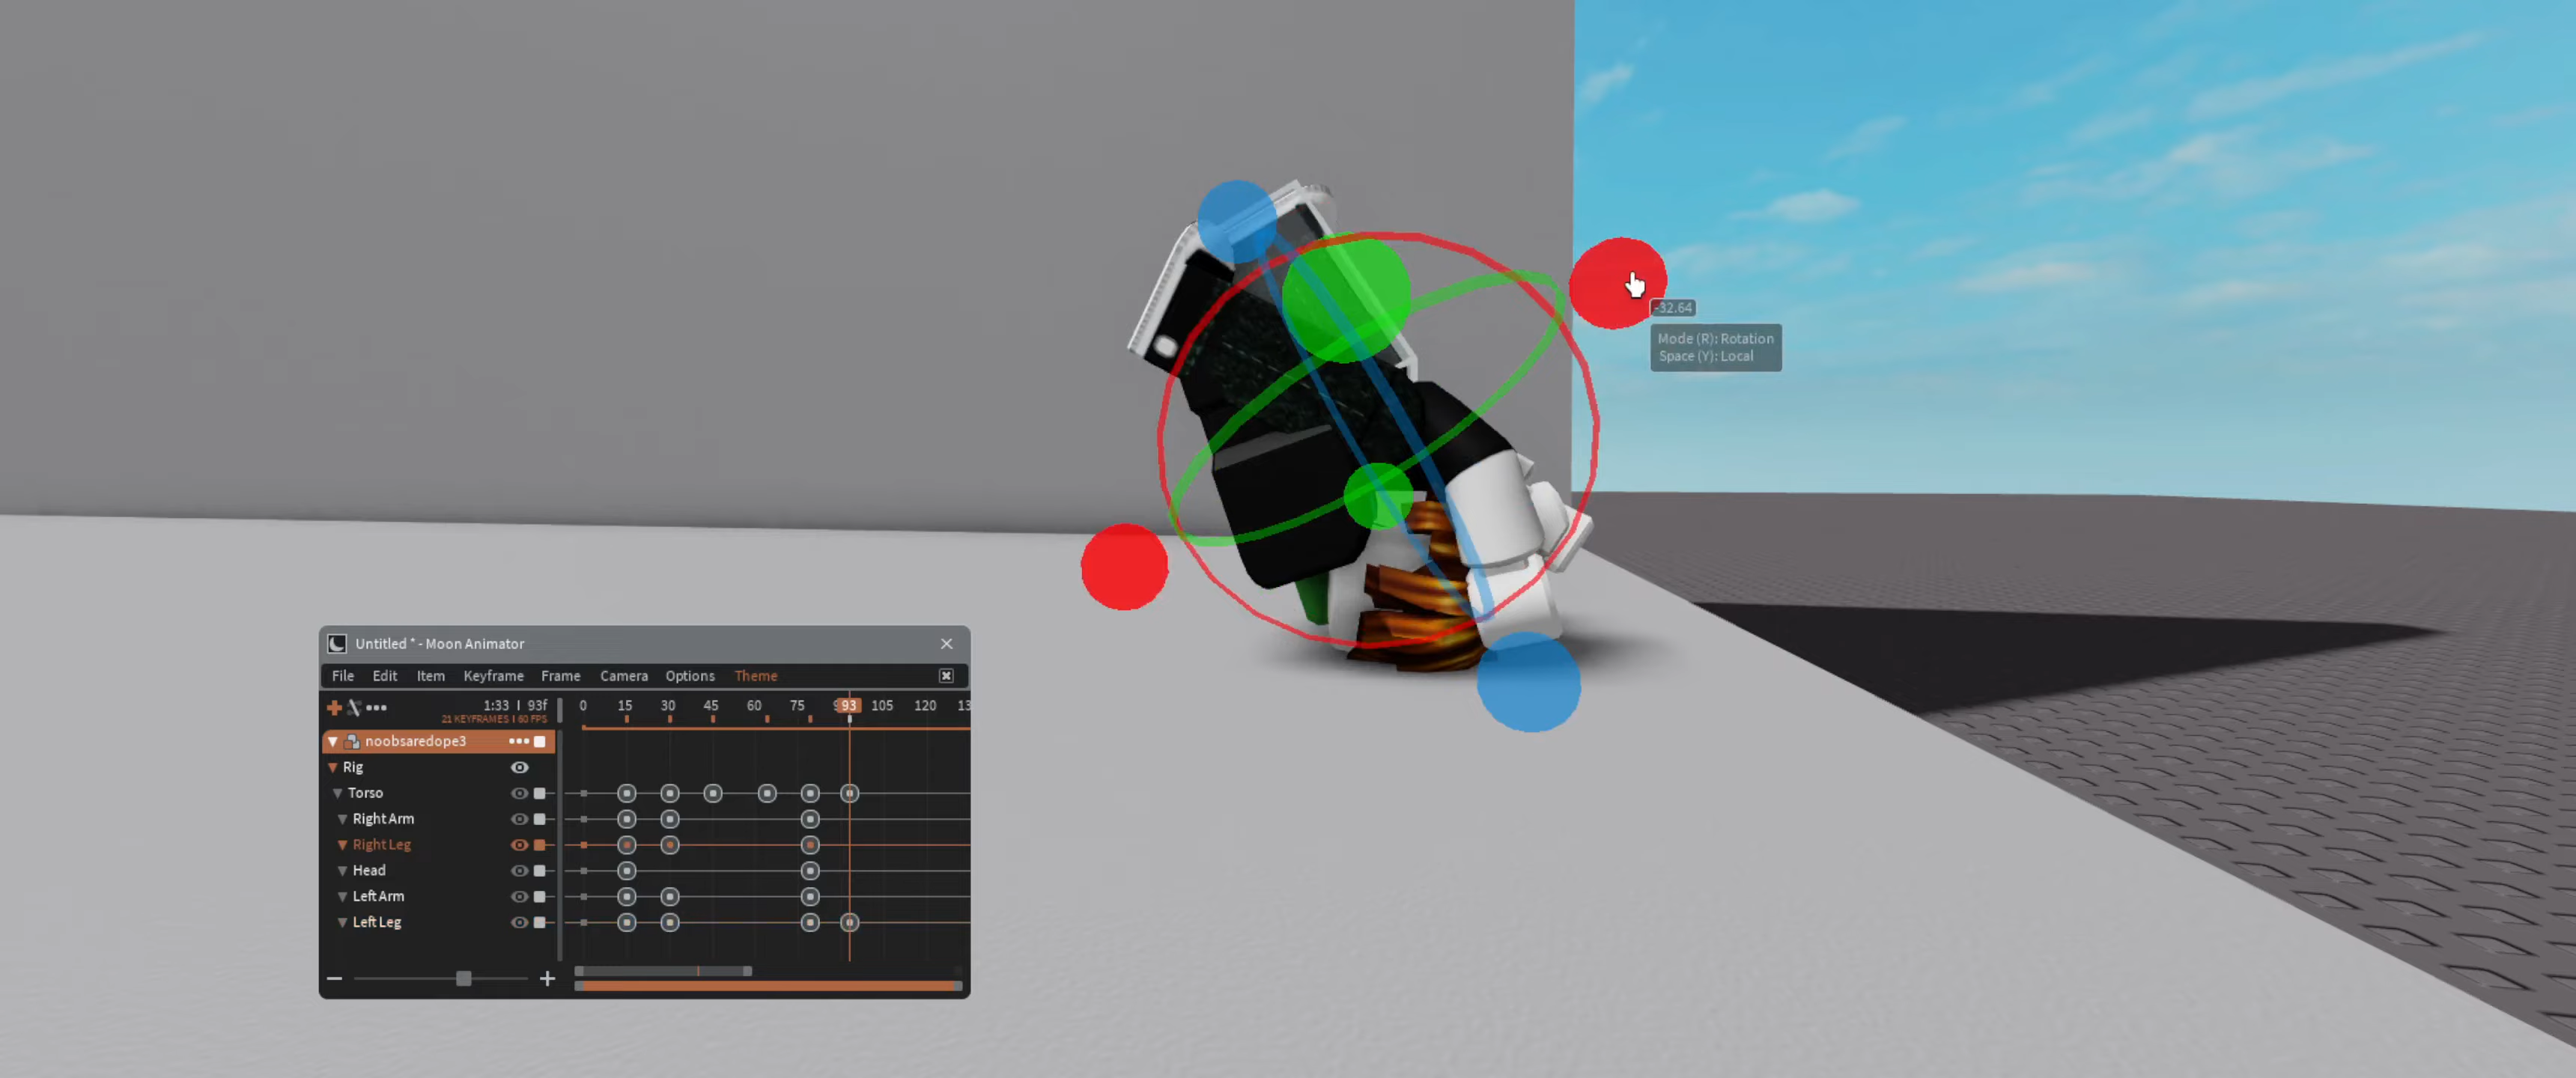 -32.64
Mode (R): Rotation
Space (Y): Local
Untitled * - Moon Animator
File Edit Item Keyframe Frame Camera Options Theme
1:33 | 93f 0 15 30 45 60 75 93 105 120
21 KEYFRAMES | 60 FPS
noobsaredope3
Rig
Torso
Right Arm
Right Leg
Head
Left Arm
Left Leg